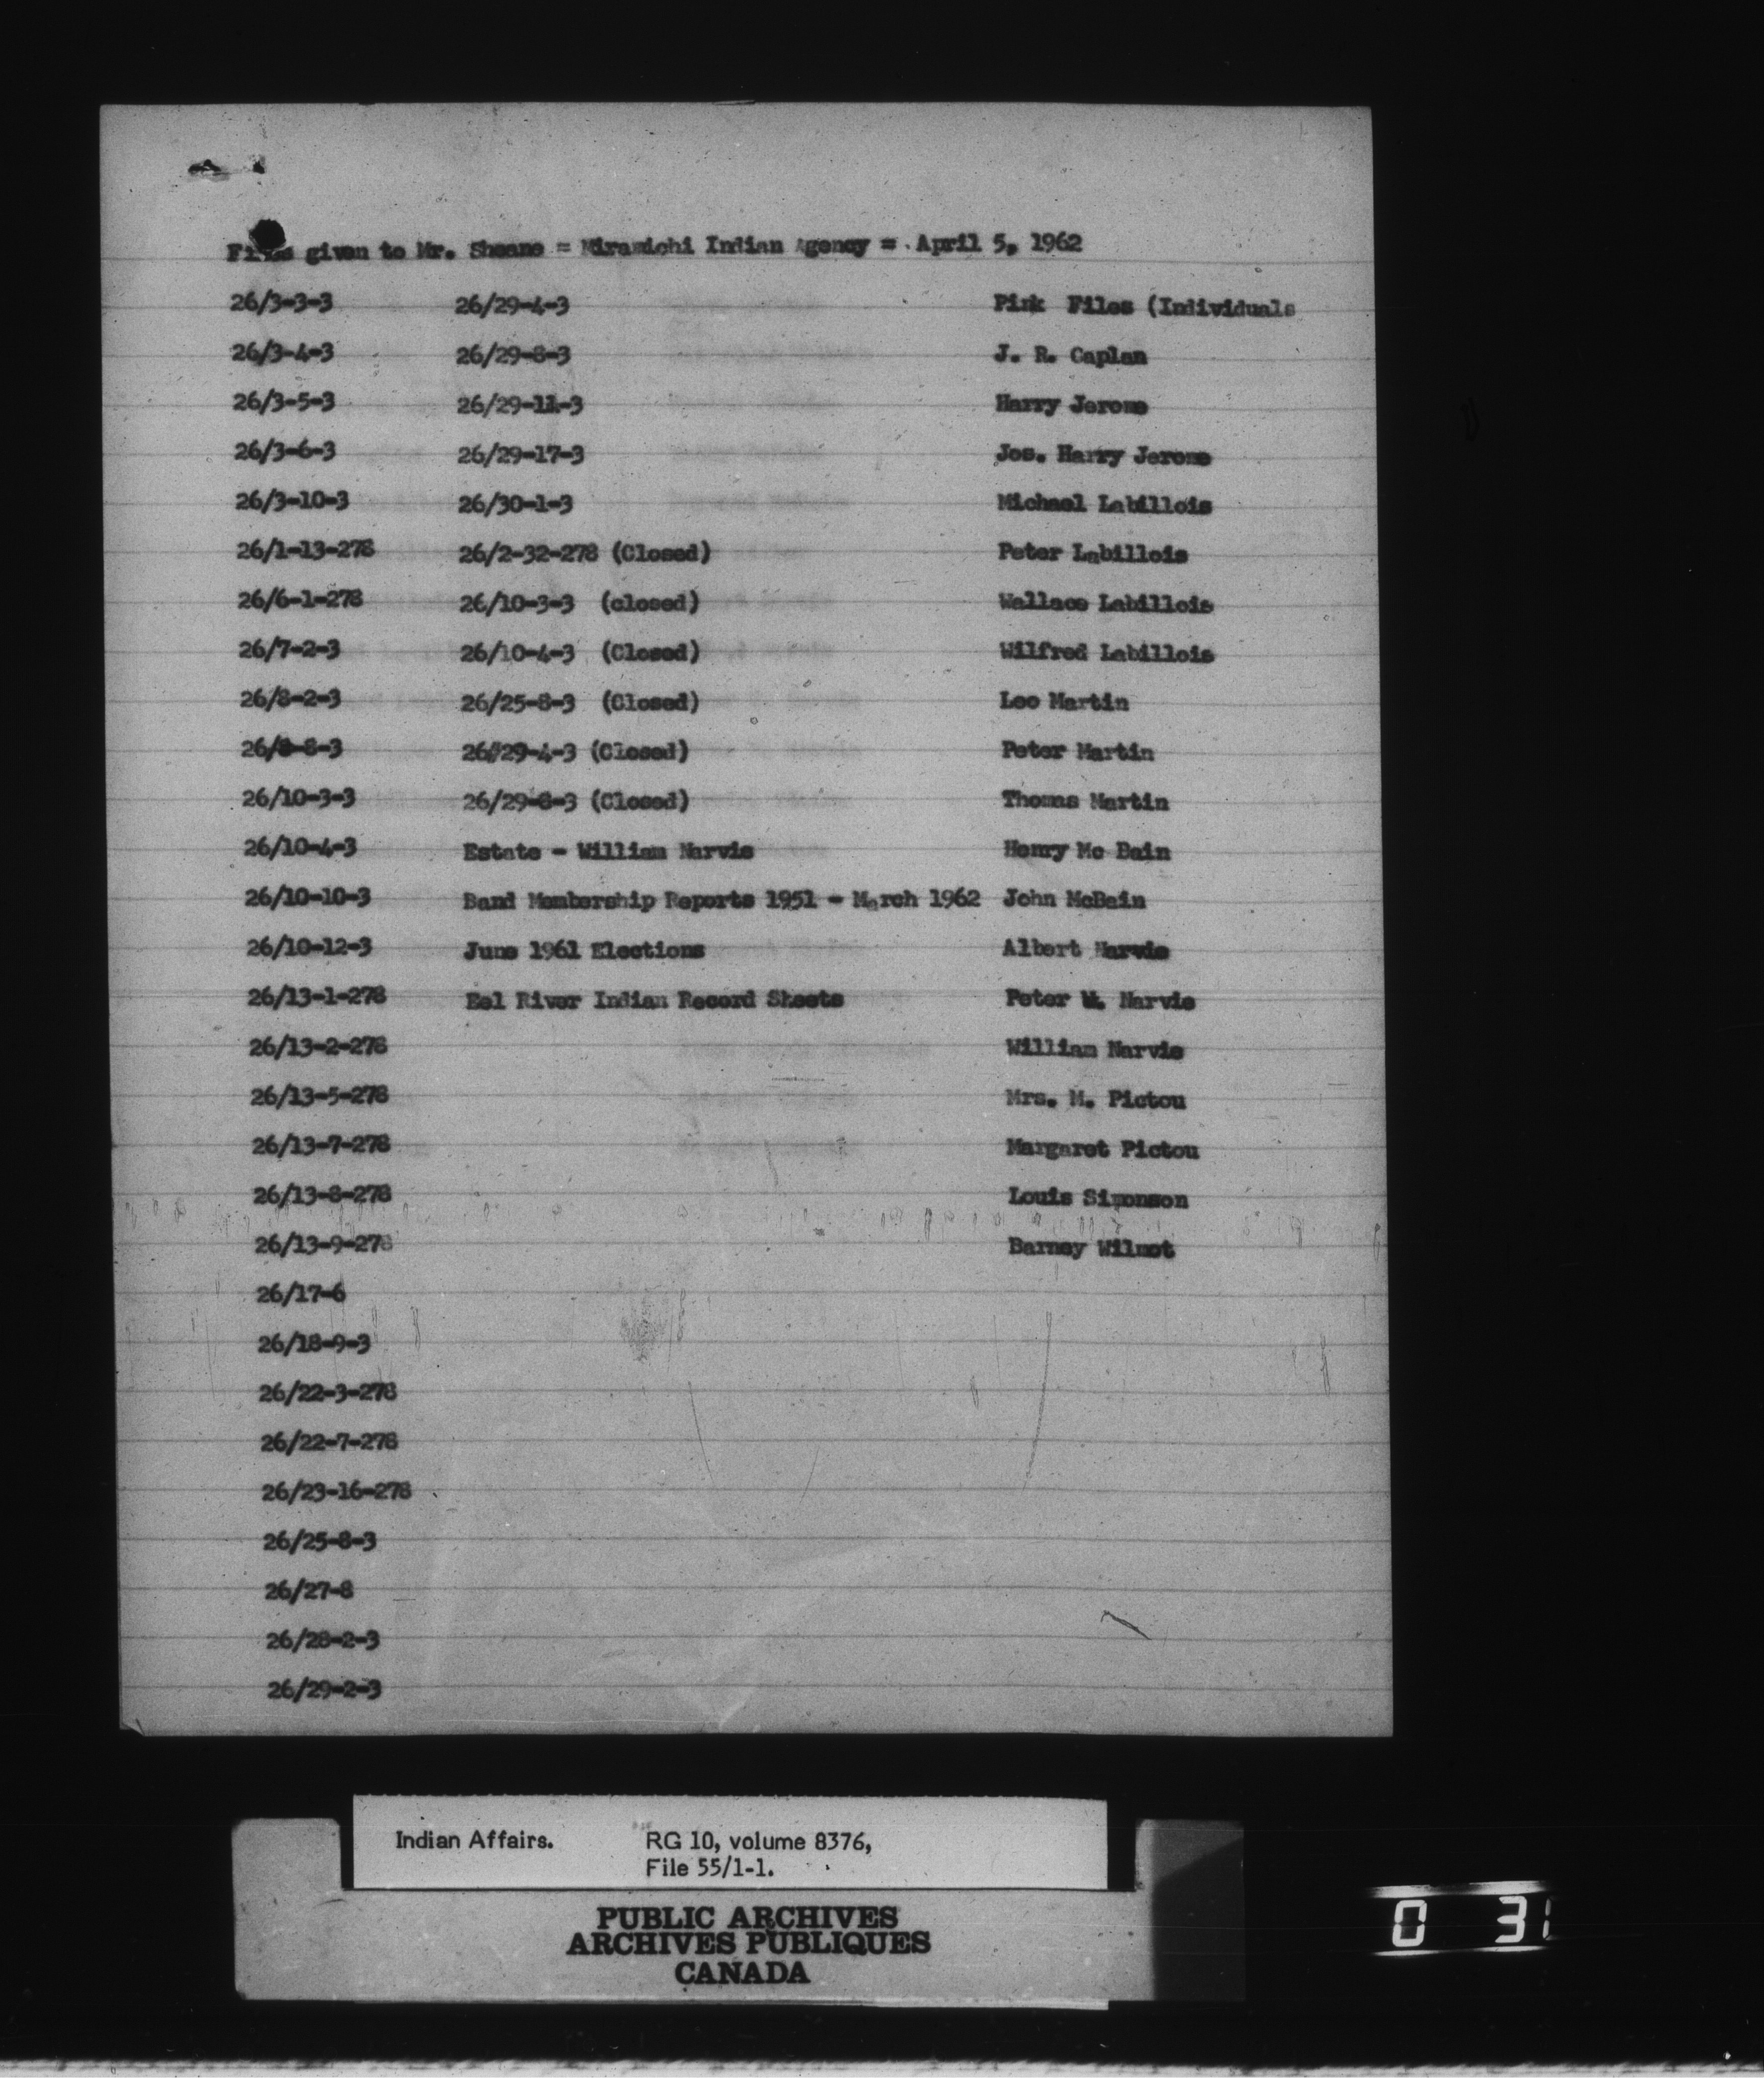 Files given to Mr. Sheane = Miramichi Indian Agency = April 5, 1962
26/3-3-3 26/29-4-3 Pink Files (Individuals
26/3-4-3 26/29-8-3 J. R. Caplan
26/3-5-3 26/29-11-3 Harry Jerome
26/3-6-3 26/29-17-3 Jos. Harry Jerome
26/3-10-3 26/30-1-3 Michael Labillois
26/1-13-278 26/2-32-278 (Closed) Peter Labillois
26/6-1-278 26/10-3-3 (closed) Wallace Labillois
26/7-2-3 26/10-4-3 (Closed) Wilfred Labillois
26/8-2-3 26/25-8-3 (Closed) Leo Martin
26/8-8-3 26/29-4-3 (Closed) Peter Martin
26/10-3-3 26/29-8-3 (Closed) Thomas Martin
26/10-4-3 Estate - William Narvie Henry Mc Bain
26/10-10-3 Band Membership Reports 1951 - March 1962 John McBain
26/10-12-3 June 1961 Elections Albert Narvie
26/13-1-278 Eel River Indian Record Sheets Peter W. Narvie
26/13-2-278 William Narvie
26/13-5-278 Mrs. M. Pictou
26/13-7-278 Margaret Pictou
26/13-8-278 Louis Simonson
26/13-9-278 Barney Wilmot
26/17-6
26/18-9-3
26/22-3-278
26/22-7-278
26/23-16-278
26/25-8-3
26/27-8
26/28-2-3
26/29-2-3
Indian Affairs. RG 10, volume 8376,
File 55/1-1.
PUBLIC ARCHIVES
ARCHIVES PUBLIQUES
CANADA
0 31